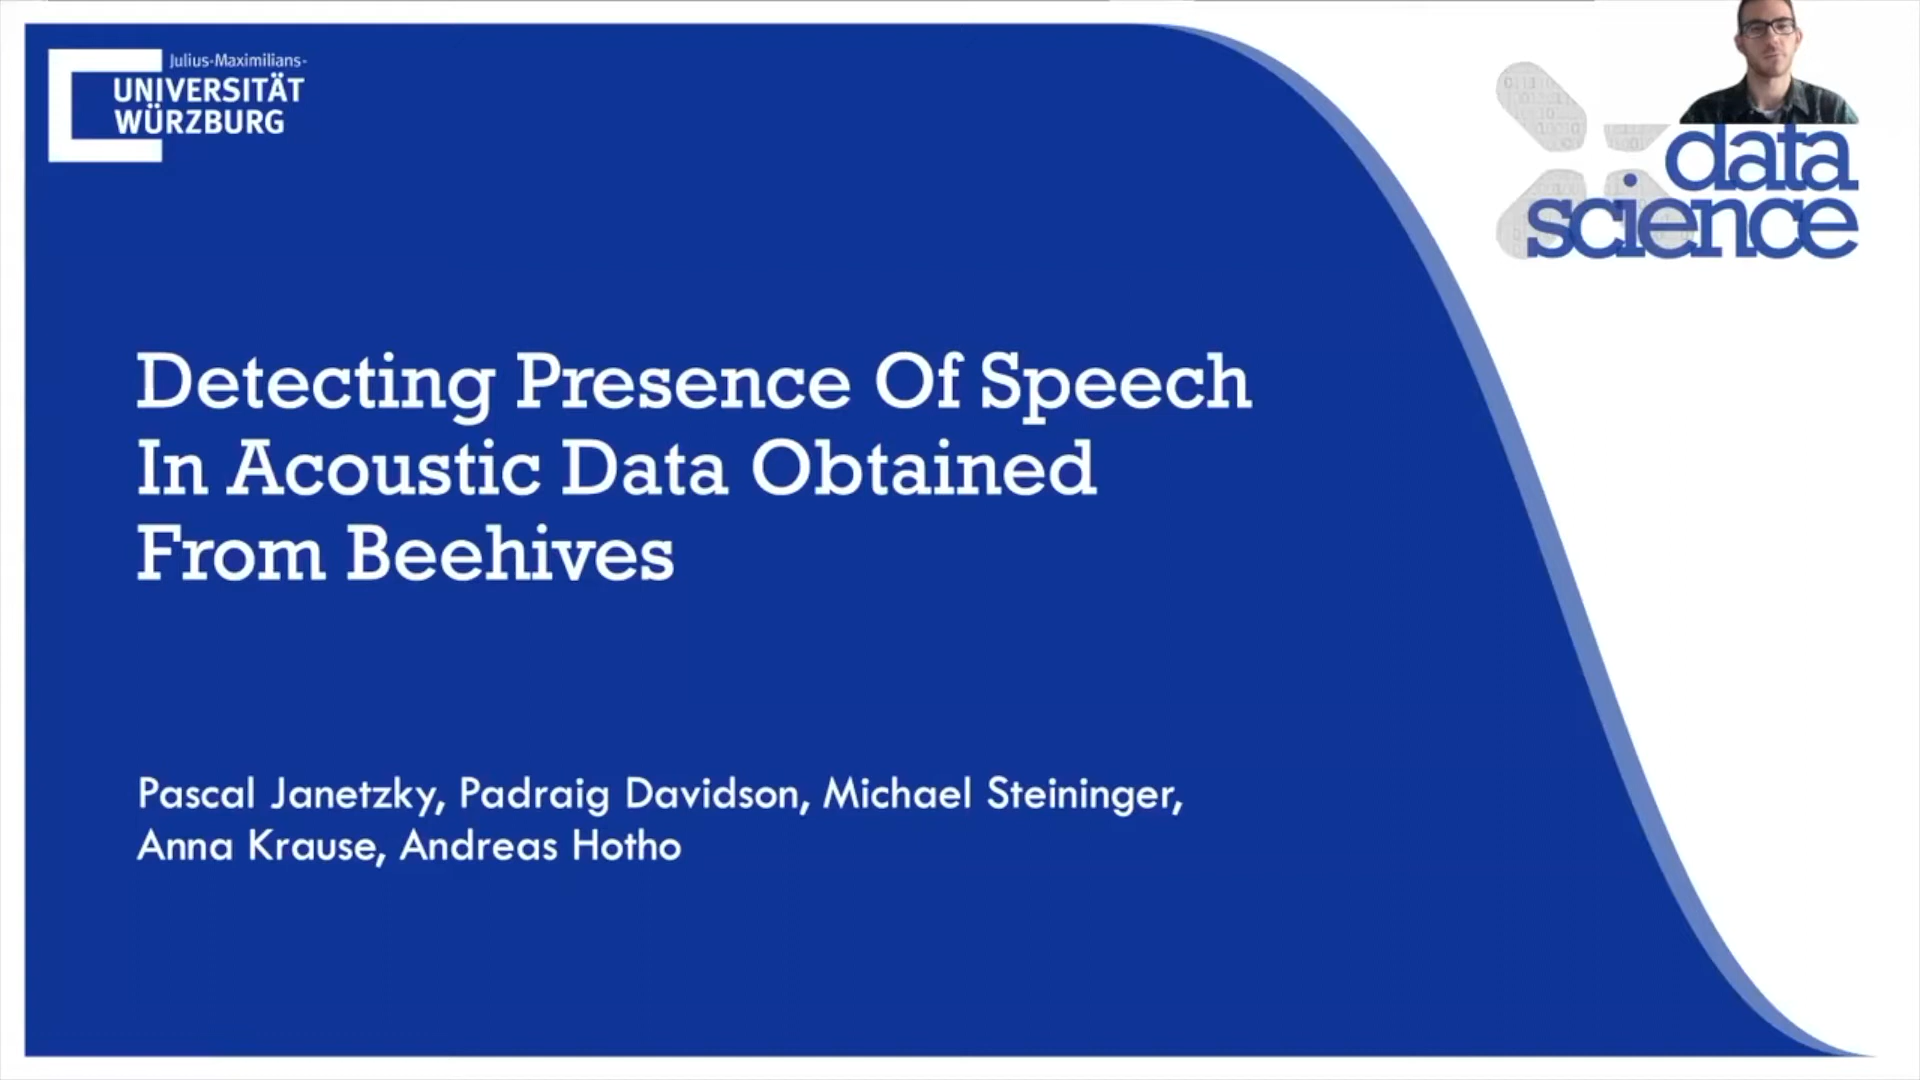 Julius-Maximilians-
UNIVERSITÄT
WÜRZBURG
data
science
Detecting Presence Of Speech
In Acoustic Data Obtained
From Beehives
Pascal Janetzky, Padraig Davidson, Michael Steininger,
Anna Krause, Andreas Hotho